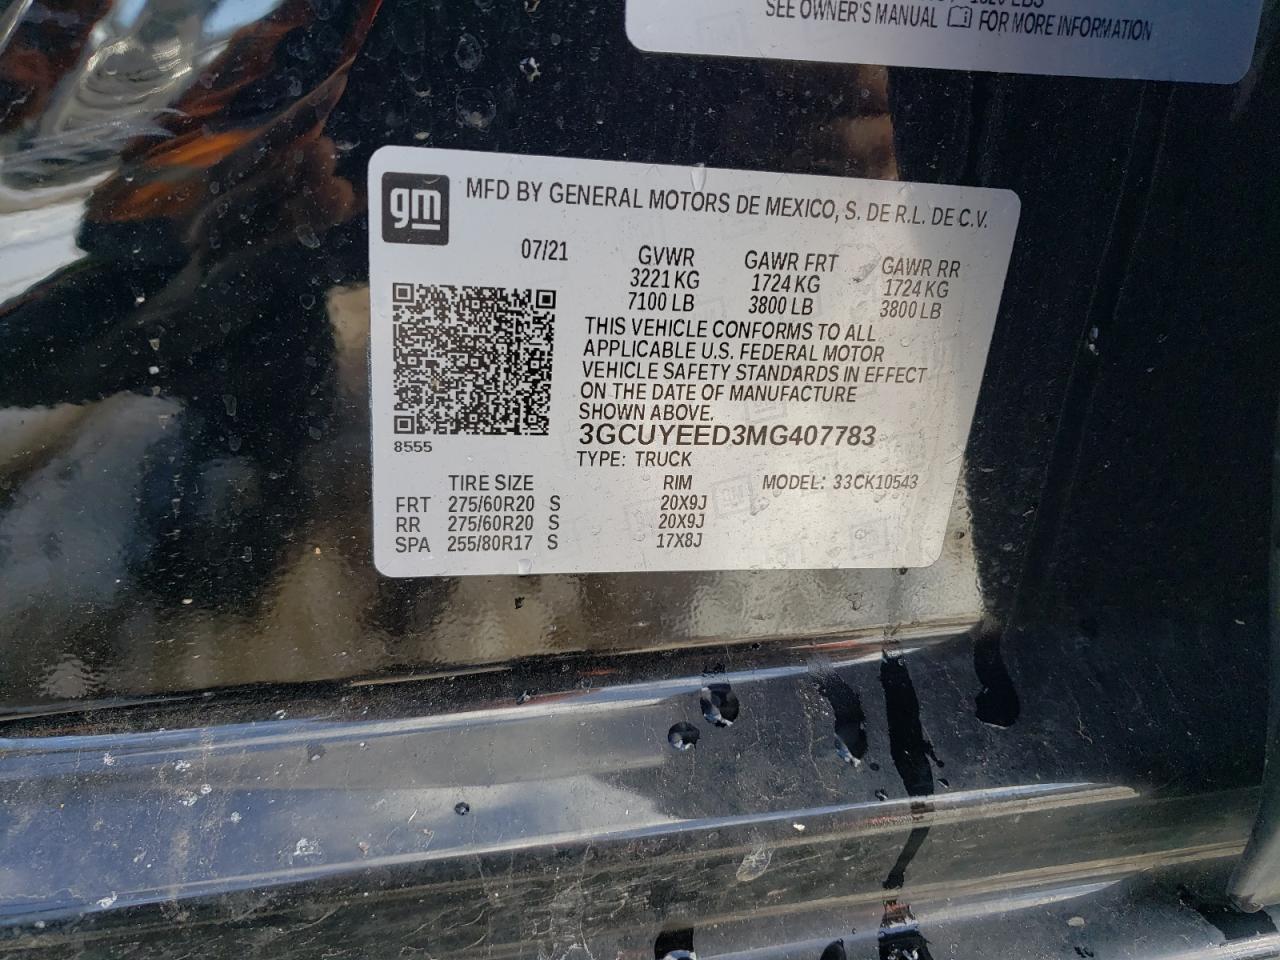 SEE OWNER'S MANUAL FOR MORE INFORMATION
gm
MFD BY GENERAL MOTORS DE MEXICO, S. DE R.L. DE C.V.
07/21 GVWR GAWR FRT GAWR RR
3221 KG 1724 KG 1724 KG
7100 LB 3800 LB 3800 LB
THIS VEHICLE CONFORMS TO ALL
APPLICABLE U.S. FEDERAL MOTOR
VEHICLE SAFETY STANDARDS IN EFFECT
ON THE DATE OF MANUFACTURE
SHOWN ABOVE.
3GCUYEED3MG407783
8555
TYPE: TRUCK
TIRE SIZE RIM MODEL: 33CK10543
FRT 275/60R20 S 20X9J
RR 275/60R20 S 20X9J
SPA 255/80R17 S 17X8J